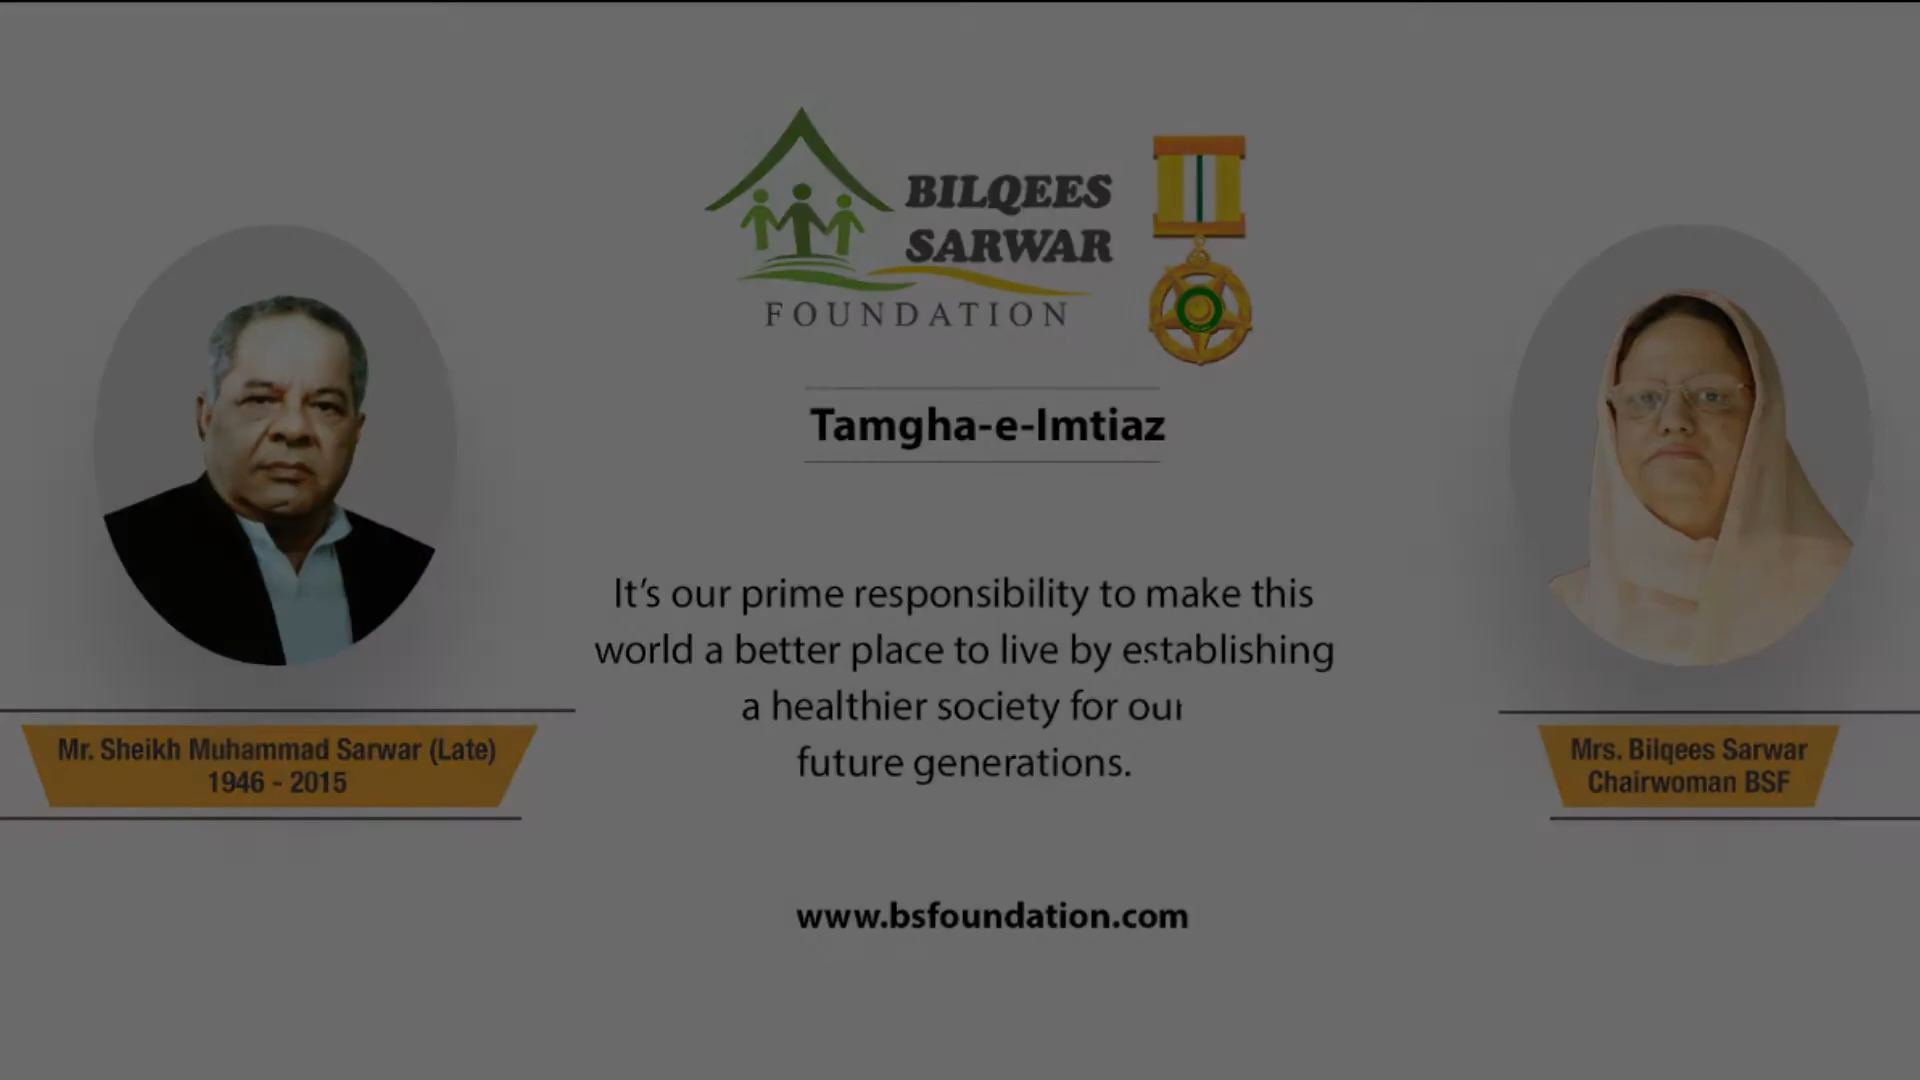 BILQEES
SARWAR
FOUNDATION
Tamgha-e-Imtiaz
It's our prime responsibility to make this
world a better place to live by establishing
a healthier society for our
future generations.
Mr. Sheikh Muhammad Sarwar (Late)
1946 - 2015
Mrs. Bilqees Sarwar
Chairwoman BSF
www.bsfoundation.com